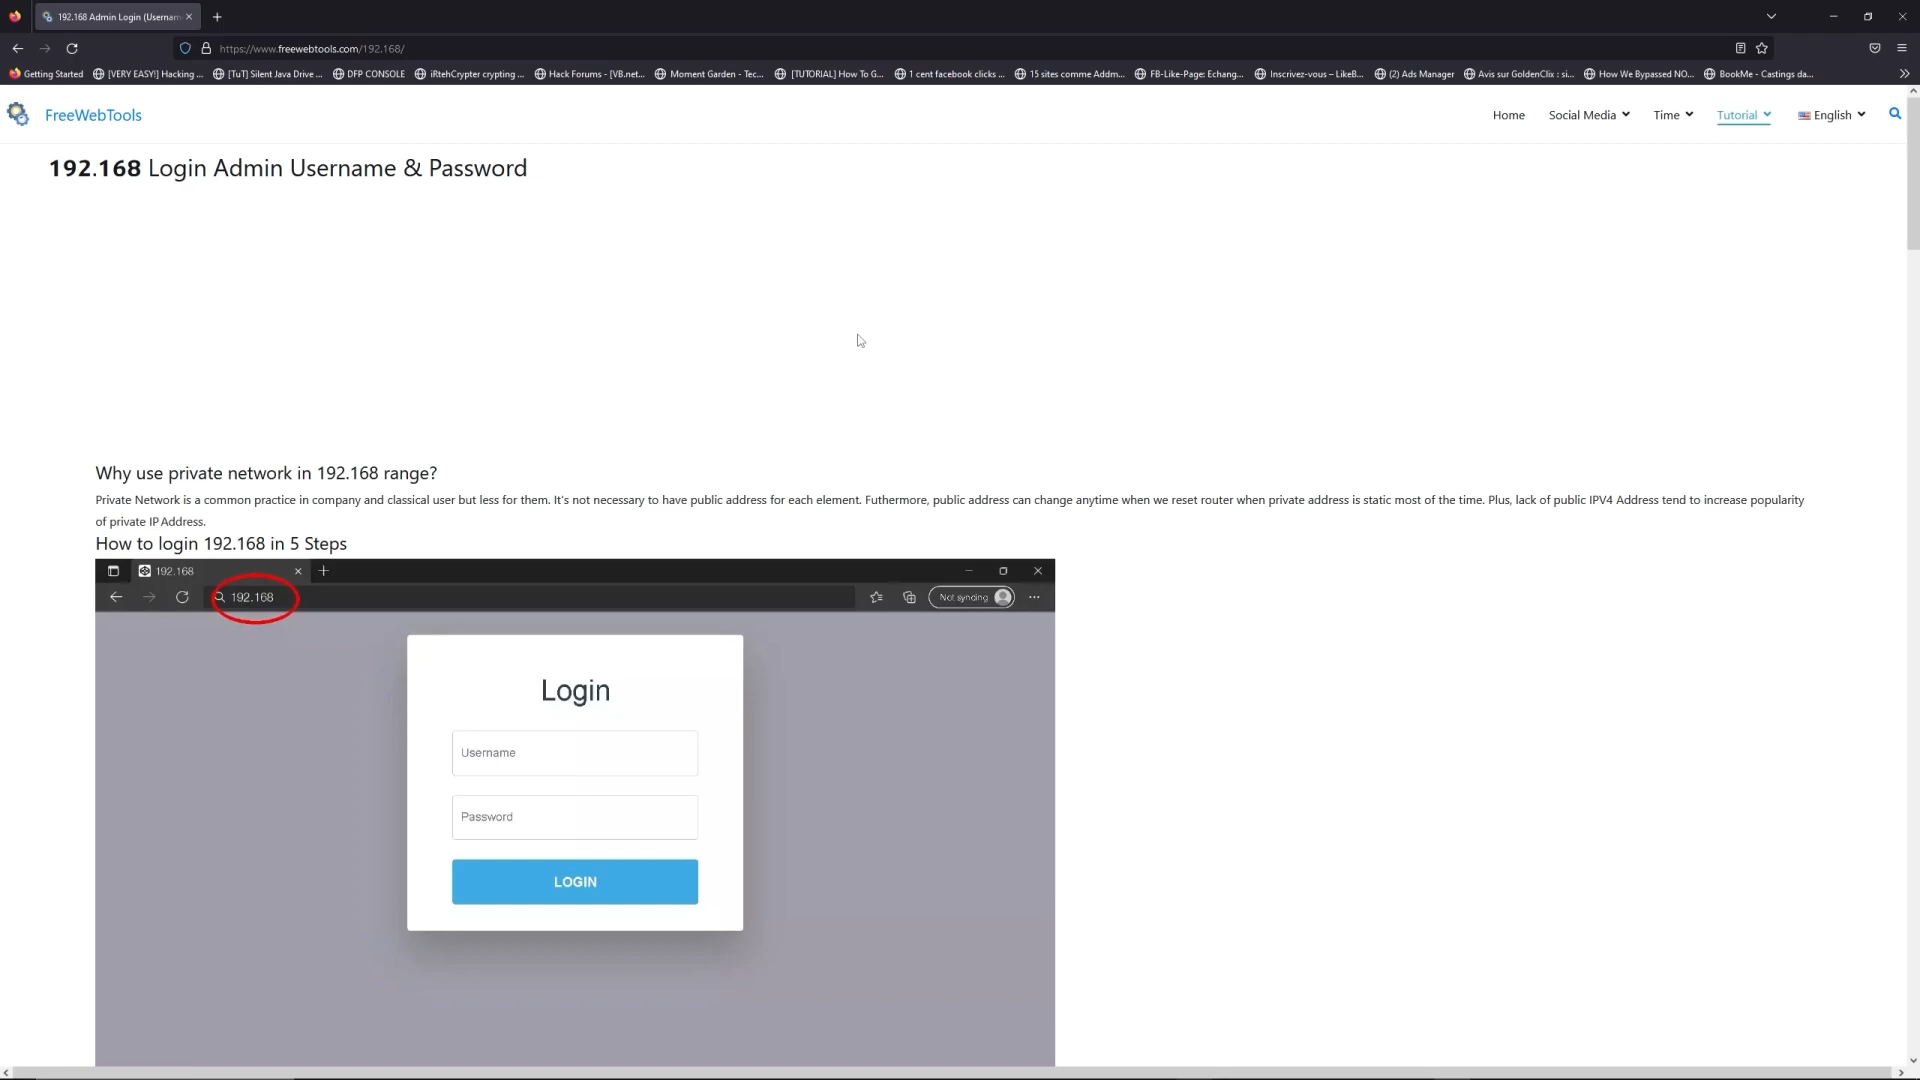 192.168 Admin Login (Usernam
https://www.freewebtools.com/192.168/
Getting Started [VERY EASY!] Hacking ... [TuT] Silent Java Drive ... DFP CONSOLE iRtehCrypter crypting ... Hack Forums - [VB.net... Moment Garden - Tec... [TUTORIAL] How To G... 1 cent facebook clicks ... 15 sites comme Addm... FB-Like-Page: Echang... Inscrivez-vous – LikeB... (2) Ads Manager Avis sur GoldenClix : si... How We Bypassed NO... BookMe - Castings da...
FreeWebTools
Home Social Media Time Tutorial English
192.168 Login Admin Username & Password
Why use private network in 192.168 range?
Private Network is a common practice in company and classical user but less for them. It's not necessary to have public address for each element. Futhermore, public address can change anytime when we reset router when private address is static most of the time. Plus, lack of public IPV4 Address tend to increase popularity
of private IP Address.
How to login 192.168 in 5 Steps
192.168
192.168
Not syncing
Login
Username
Password
LOGIN